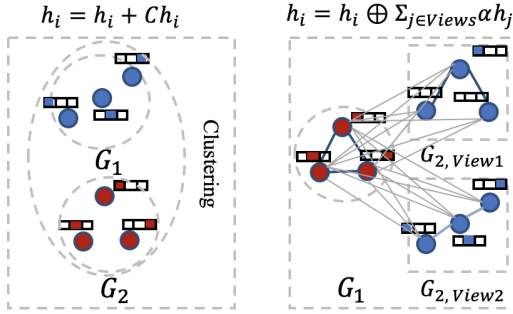 h_i = h_i + Ch_i
G_1
Clustering
G_2
h_i = h_i ⊕ Σ_{j∈Views} αh_j
G_{2,View1}
G_1
G_{2,View2}